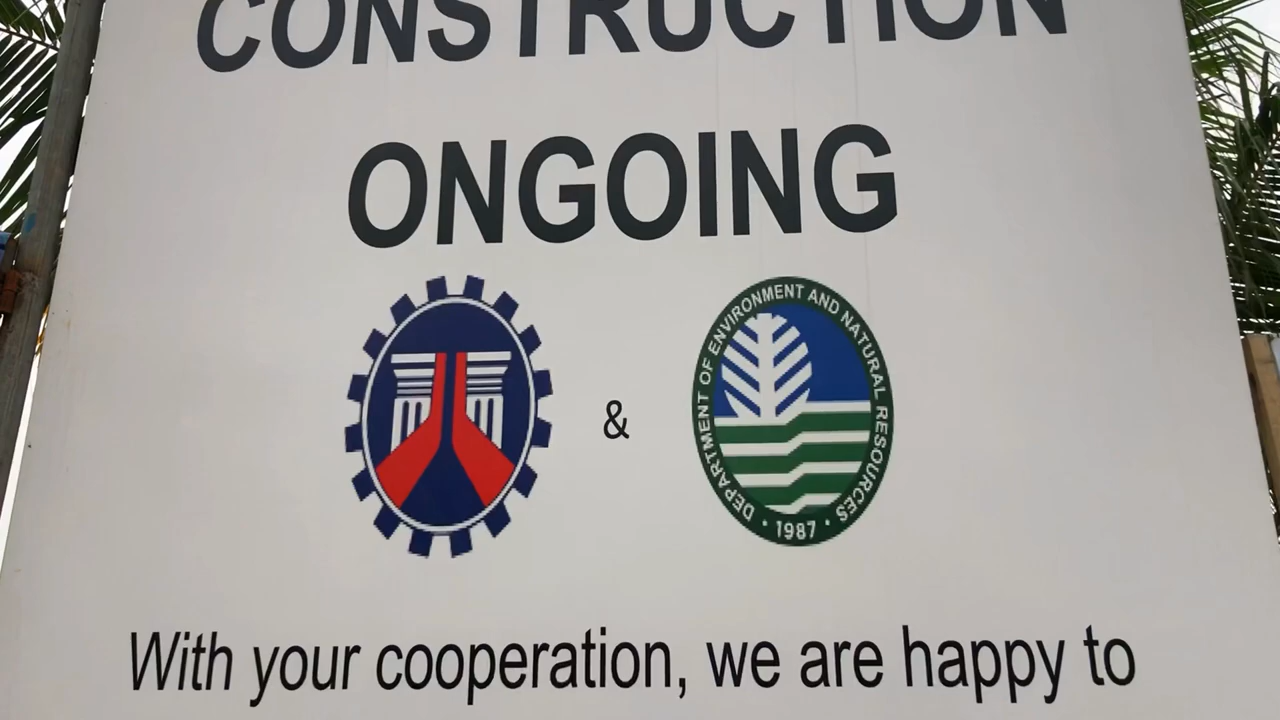 CONSTRUCTION
ONGOING
&
DEPARTMENT OF ENVIRONMENT AND NATURAL RESOURCES
• 1987 •
With your cooperation, we are happy to